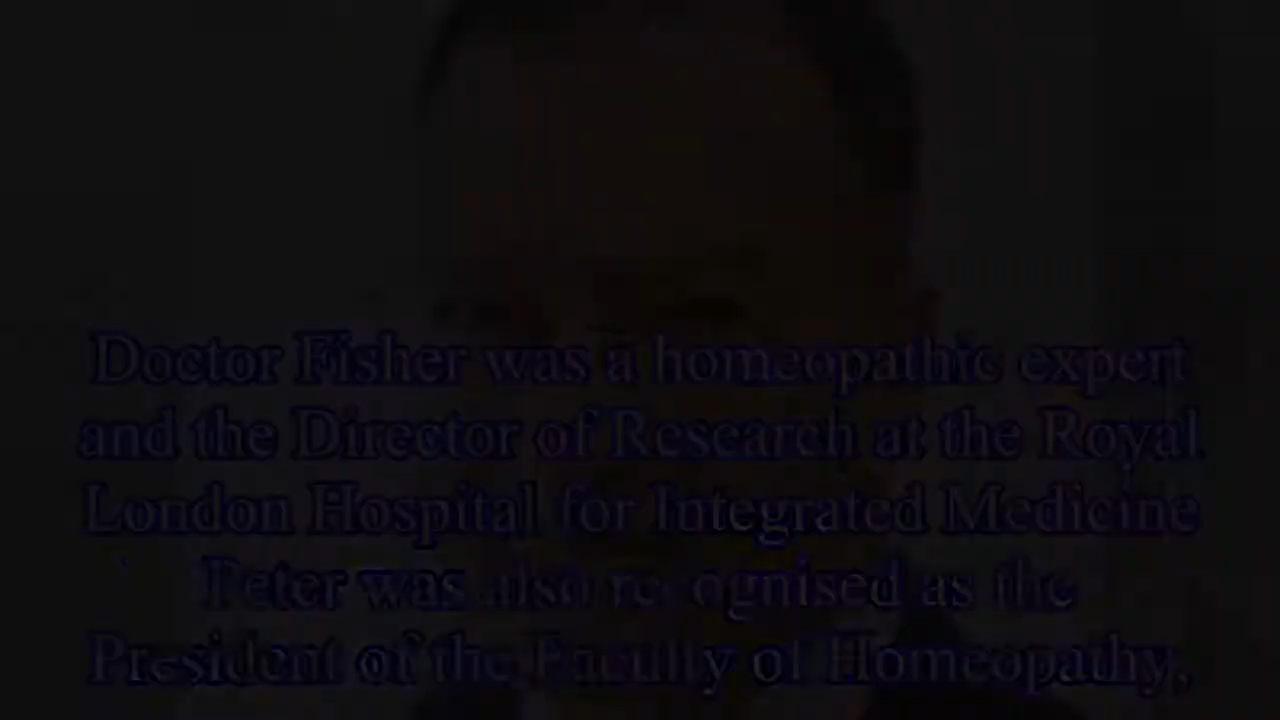 Doctor Fisher was a homeopathic expert
and the Director of Research at the Royal
London Hospital for Integrated Medicine
Peter was also recognised as the
President of the Faculty of Homeopathy,